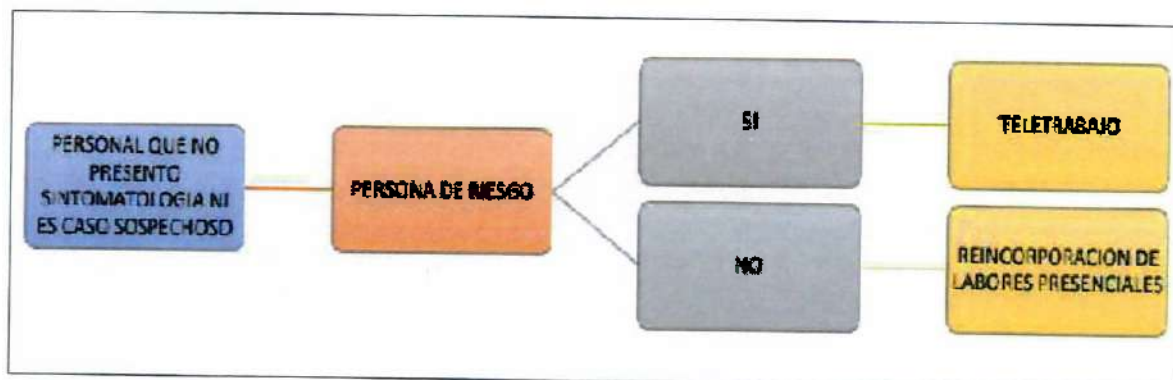 PERSONAL QUE NO
PRESENTO
SINTOMATOLOGIA NI
ES CASO SOSPECHOSO
PERSONA DE RIESGO
SI
TELETRABAJO
NO
REINCORPORACION DE
LABORES PRESENCIALES